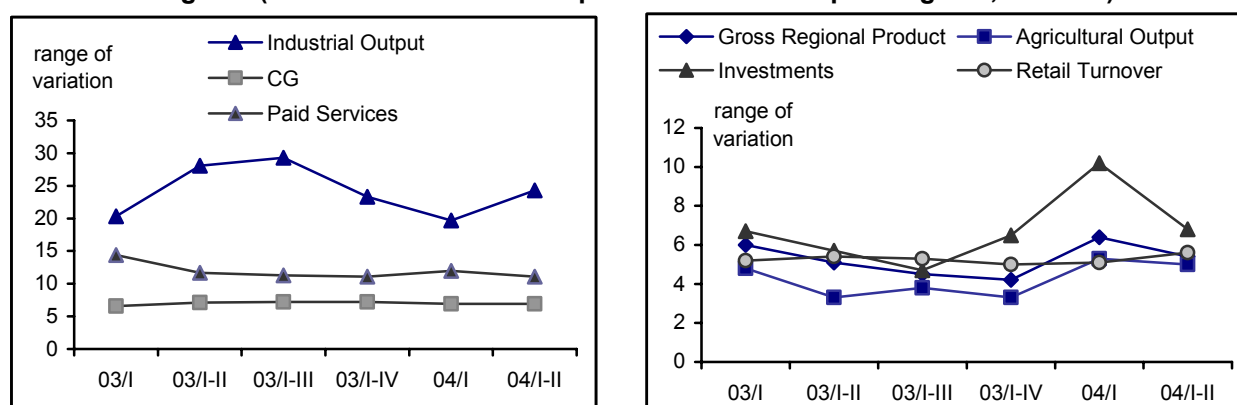 Industrial Output
CG
Paid Services
range of
variation
35
30
25
20
15
10
5
0
03/I 03/I-II 03/I-III 03/I-IV 04/I 04/I-II
Gross Regional Product Agricultural Output
Investments Retail Turnover
range of
variation
12
10
8
6
4
2
0
03/I 03/I-II 03/I-III 03/I-IV 04/I 04/I-II